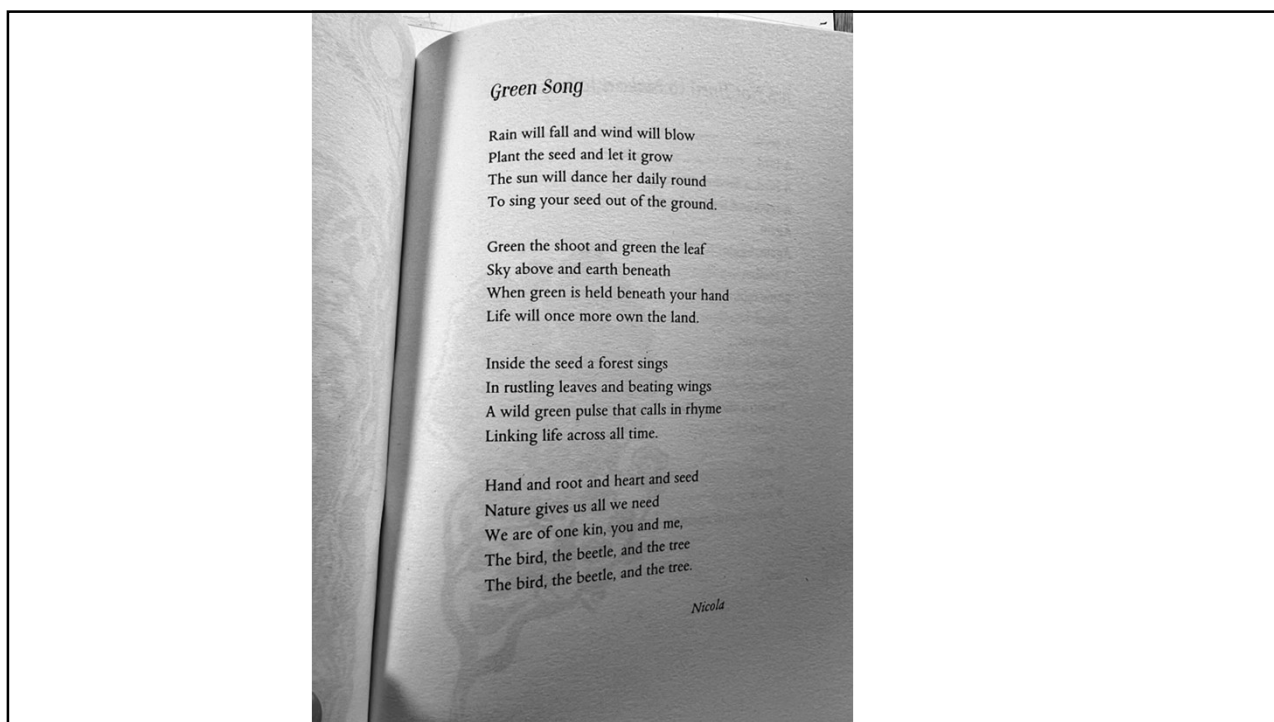 Green Song
Rain will fall and wind will blow
Plant the seed and let it grow
The sun will dance her daily round
To sing your seed out of the ground.
Green the shoot and green the leaf
Sky above and earth beneath
When green is held beneath your hand
Life will once more own the land.
Inside the seed a forest sings
In rustling leaves and beating wings
A wild green pulse that calls in rhyme
Linking life across all time.
Hand and root and heart and seed
Nature gives us all we need
We are of one kin, you and me,
The bird, the beetle, and the tree
The bird, the beetle, and the tree.
Nicola